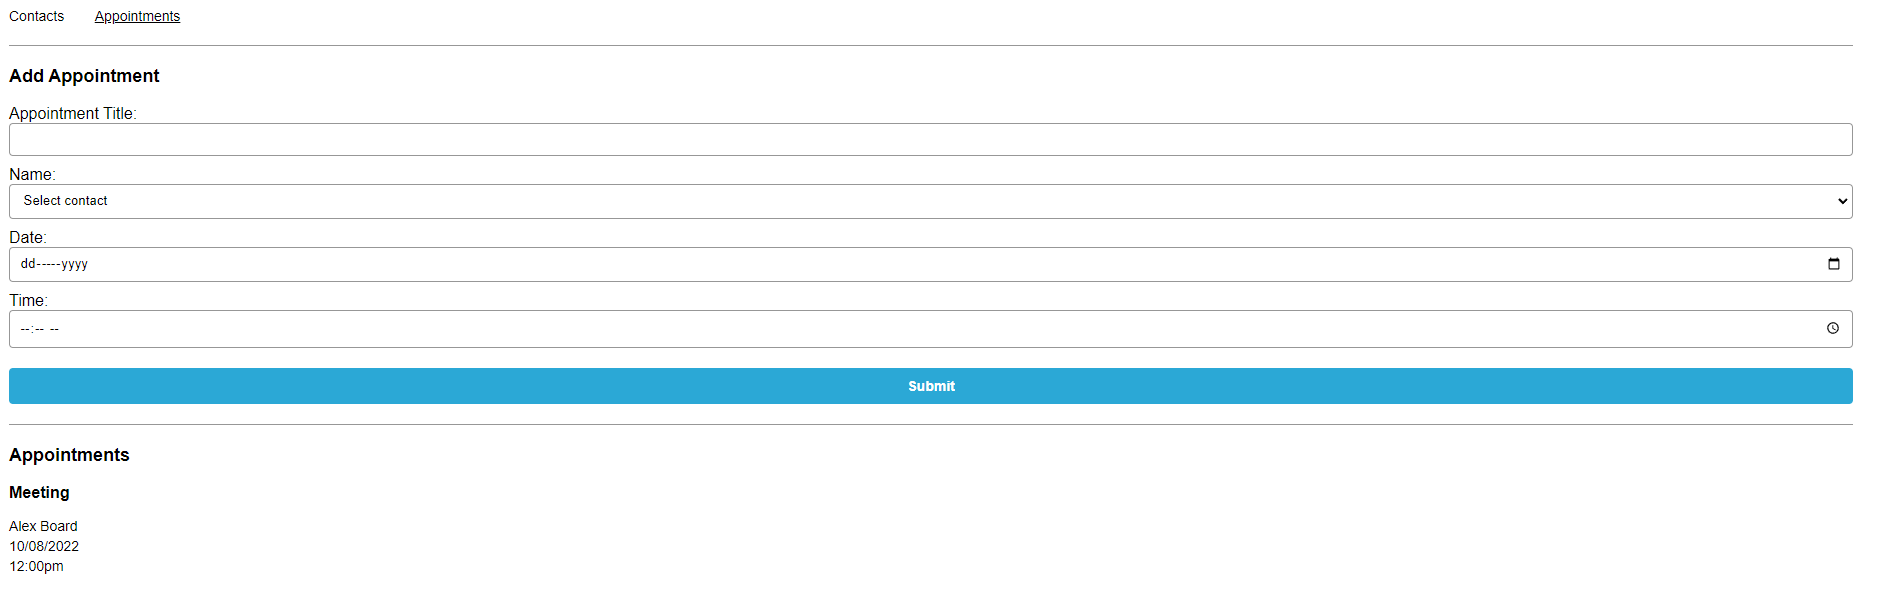 Contacts Appointments
Add Appointment
Appointment Title:
Name:
Select contact
Date:
dd-----yyyy
Time:
--:-- --
Submit
Appointments
Meeting
Alex Board
10/08/2022
12:00pm